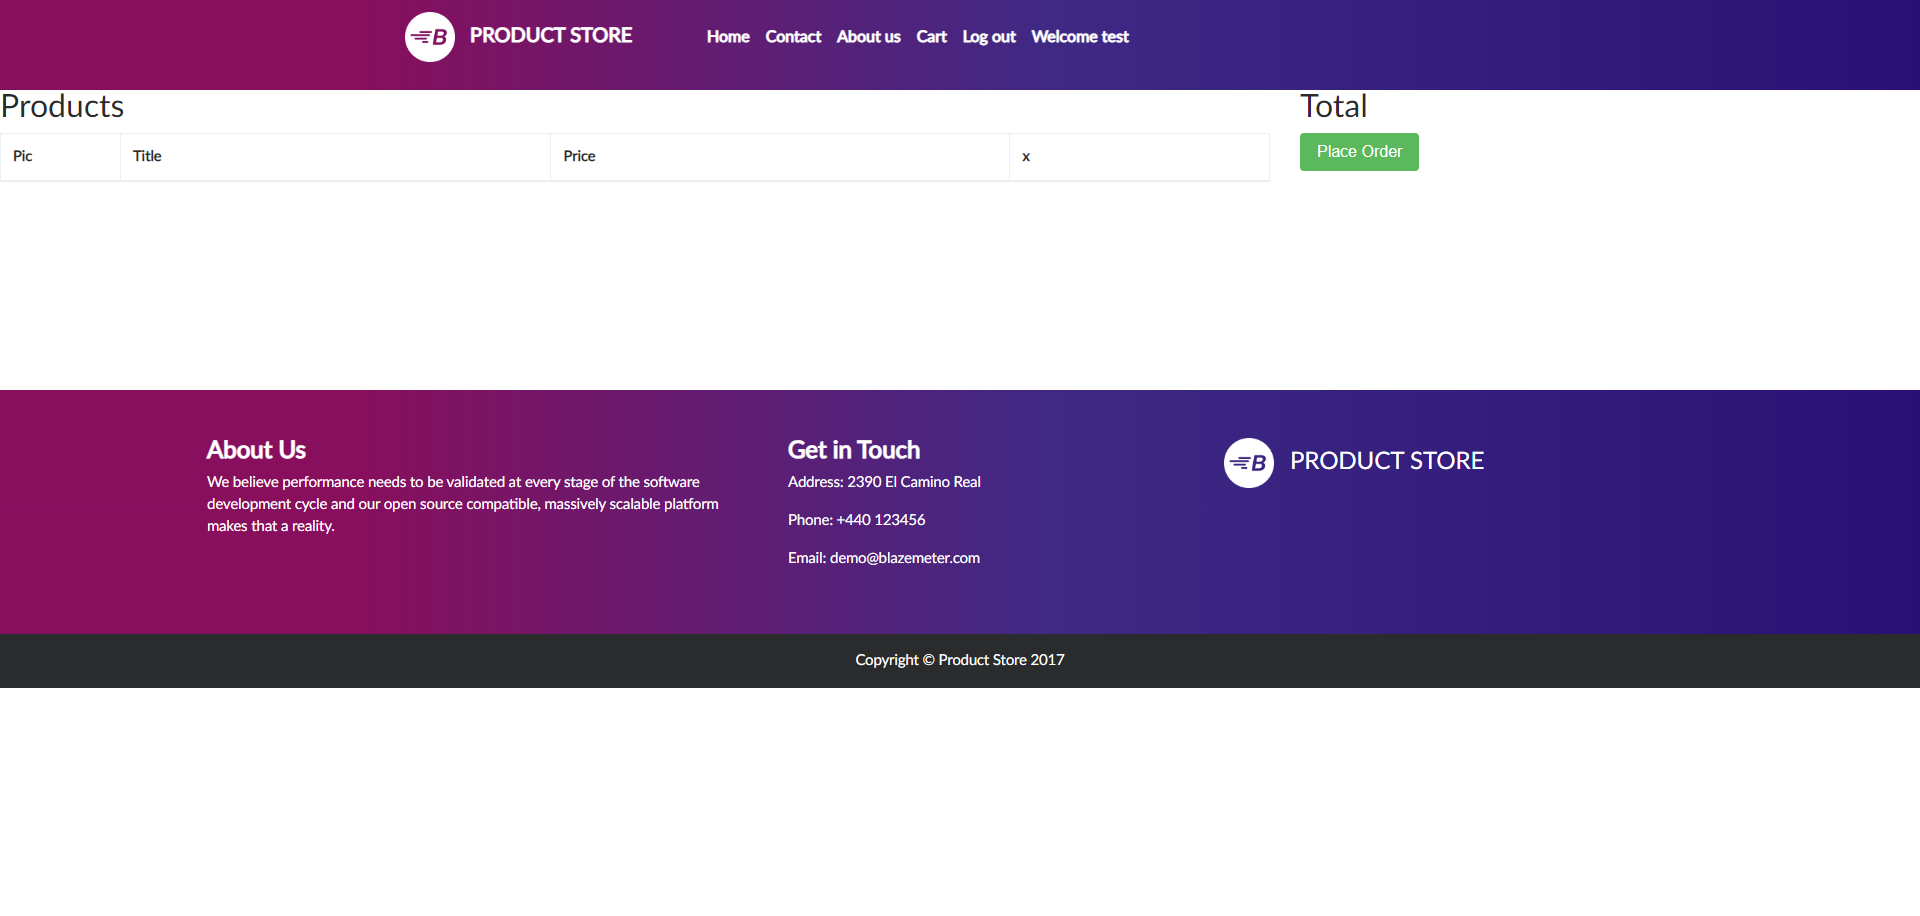 B PRODUCT STORE Home Contact About us Cart Log out Welcome test
Products
Total
Pic Title Price x
Place Order
About Us
We believe performance needs to be validated at every stage of the software
development cycle and our open source compatible, massively scalable platform
makes that a reality.
Get in Touch
Address: 2390 El Camino Real
Phone: +440 123456
Email: demo@blazemeter.com
B PRODUCT STORE
Copyright © Product Store 2017